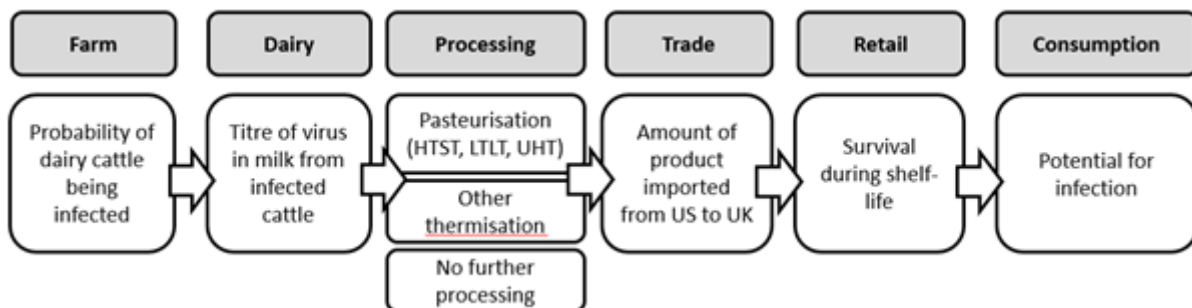 Farm
Dairy
Processing
Trade
Retail
Consumption
Probability of
dairy cattle
being
infected
Titre of virus
in milk from
infected
cattle
Pasteurisation
(HTST, LTLT, UHT)
Other
thermisation
No further
processing
Amount of
product
imported
from US to UK
Survival
during shelf-
life
Potential for
infection